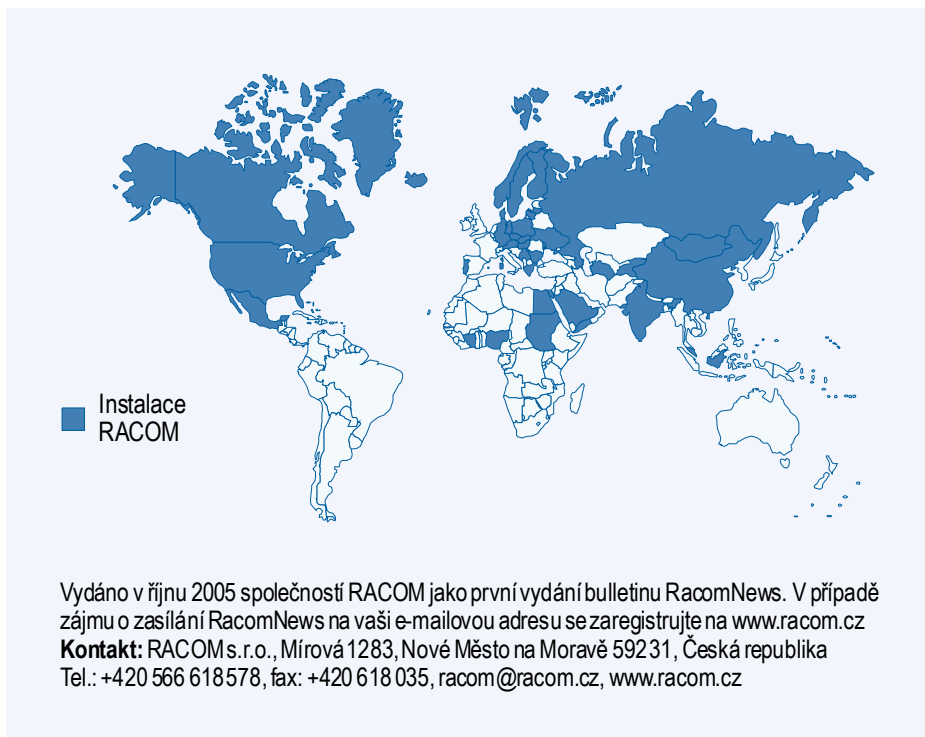 Instalace
RACOM
Vydáno v říjnu 2005 společností RACOM jako první vydání bulletinu RacomNews. V případě
zájmu o zasílání RacomNews na vaši e-mailovou adresu se zaregistrujte na www.racom.cz
Kontakt: RACOM s.r.o., Mírová 1283, Nové Město na Moravě 592 31, Česká republika
Tel.: +420 566 618 578, fax: +420 618 035, racom@racom.cz, www.racom.cz